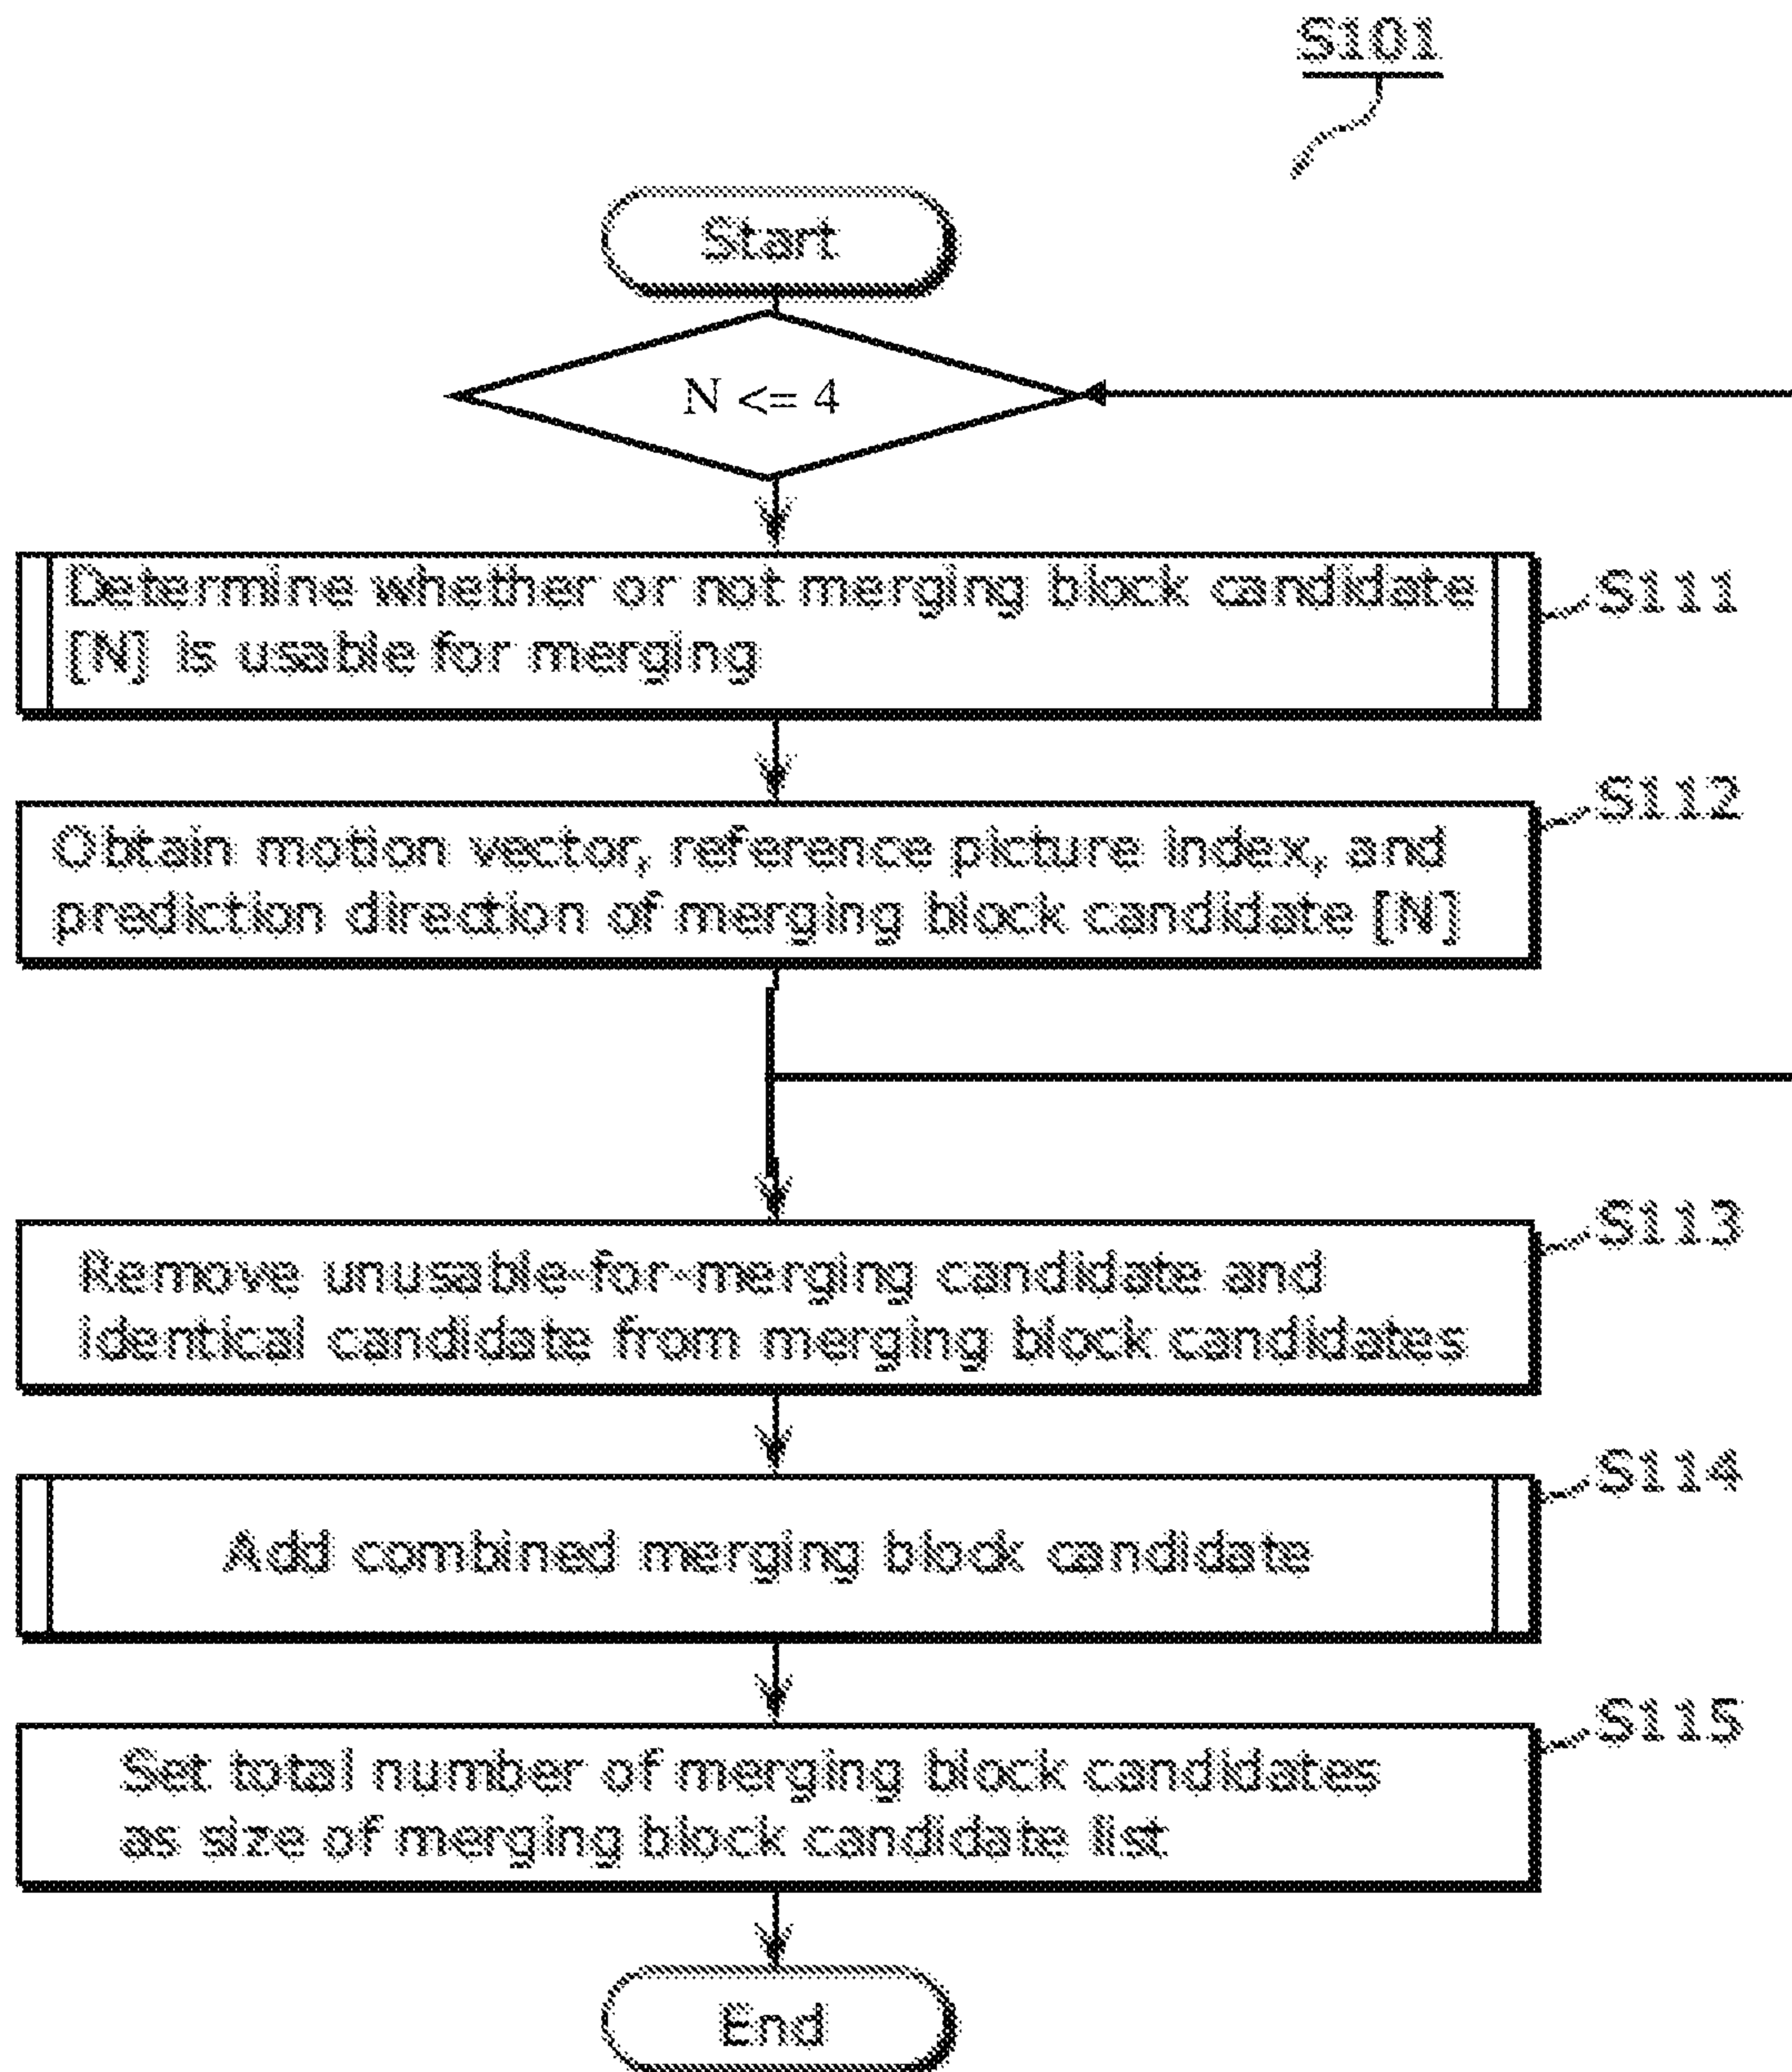 S101
Start
N <= 4
Determine whether or not merging block candidate
[N] is usable for merging
S111
S112
Obtain motion vector, reference picture index, and
prediction direction of merging block candidate [N]
S113
Remove unusable-for-merging candidate and
identical candidate from merging block candidates
S114
Add combined merging block candidate
S115
Set total number of merging block candidates
as size of merging block candidate list
End